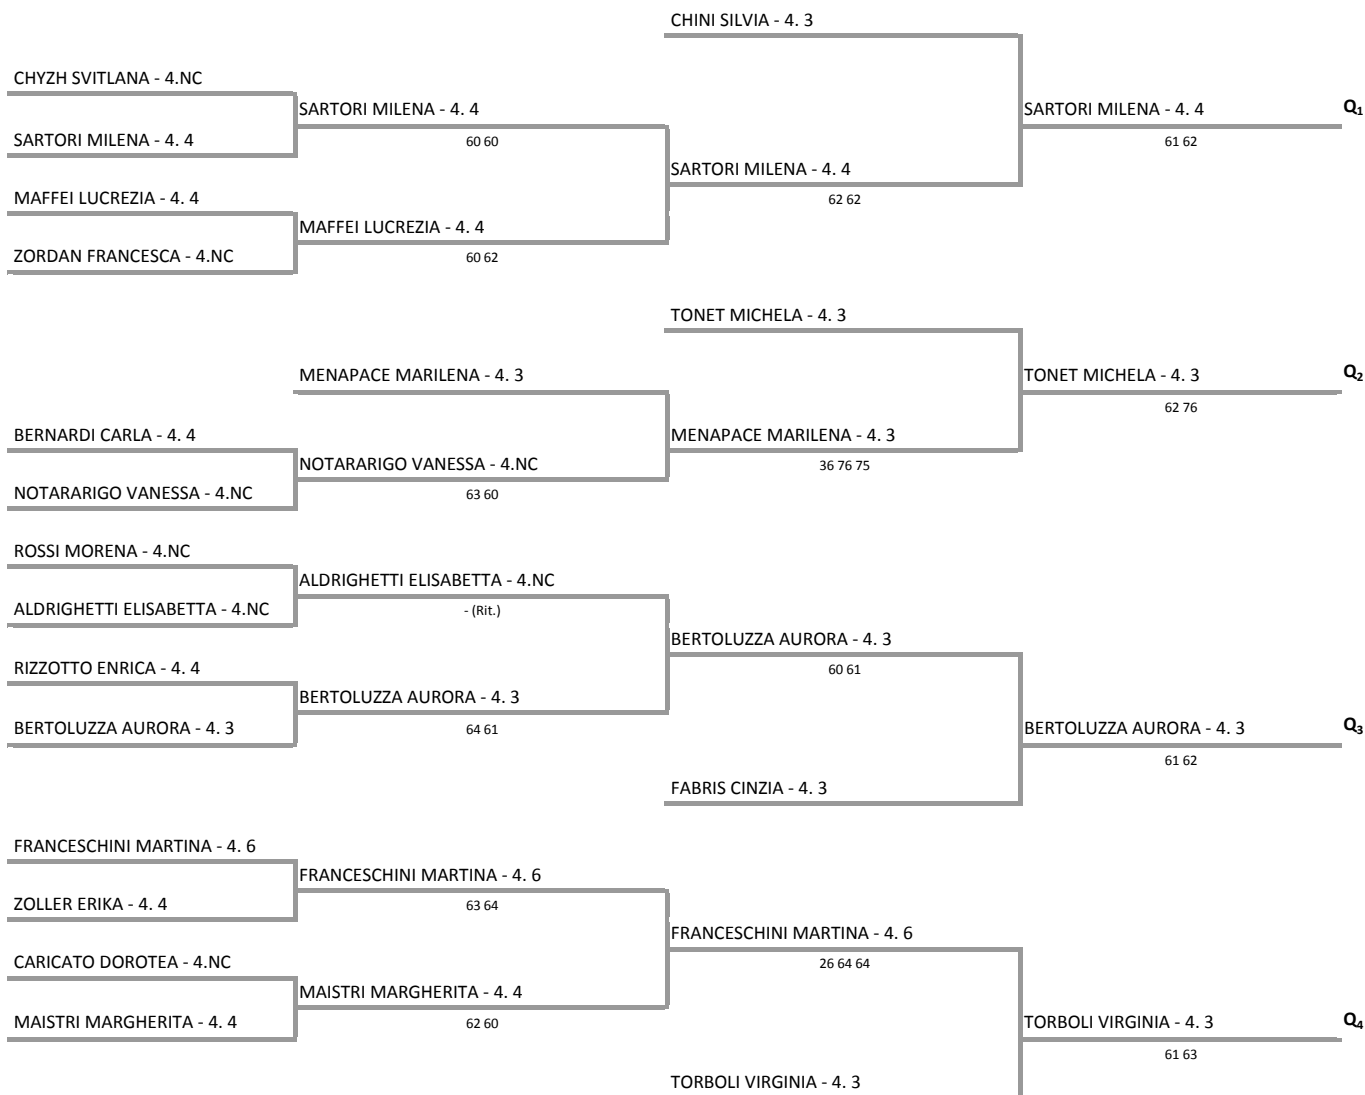 CHINI SILVIA - 4. 3
CHYZH SVITLANA - 4.NC
SARTORI MILENA - 4. 4
SARTORI MILENA - 4. 4
Q1
60 60
61 62
SARTORI MILENA - 4. 4
SARTORI MILENA - 4. 4
62 62
MAFFEI LUCREZIA - 4. 4
MAFFEI LUCREZIA - 4. 4
60 62
ZORDAN FRANCESCA - 4.NC
TONET MICHELA - 4. 3
MENAPACE MARILENA - 4. 3
TONET MICHELA - 4. 3
Q2
62 76
BERNARDI CARLA - 4. 4
MENAPACE MARILENA - 4. 3
36 76 75
NOTARARIGO VANESSA - 4.NC
63 60
NOTARARIGO VANESSA - 4.NC
ROSSI MORENA - 4.NC
ALDRIGHETTI ELISABETTA - 4.NC
- (Rit.)
ALDRIGHETTI ELISABETTA - 4.NC
BERTOLUZZA AURORA - 4. 3
60 61
RIZZOTTO ENRICA - 4. 4
BERTOLUZZA AURORA - 4. 3
64 61
BERTOLUZZA AURORA - 4. 3
BERTOLUZZA AURORA - 4. 3
Q3
61 62
FABRIS CINZIA - 4. 3
FRANCESCHINI MARTINA - 4. 6
FRANCESCHINI MARTINA - 4. 6
63 64
ZOLLER ERIKA - 4. 4
FRANCESCHINI MARTINA - 4. 6
26 64 64
CARICATO DOROTEA - 4.NC
MAISTRI MARGHERITA - 4. 4
62 60
MAISTRI MARGHERITA - 4. 4
TORBOLI VIRGINIA - 4. 3
Q4
61 63
TORBOLI VIRGINIA - 4. 3